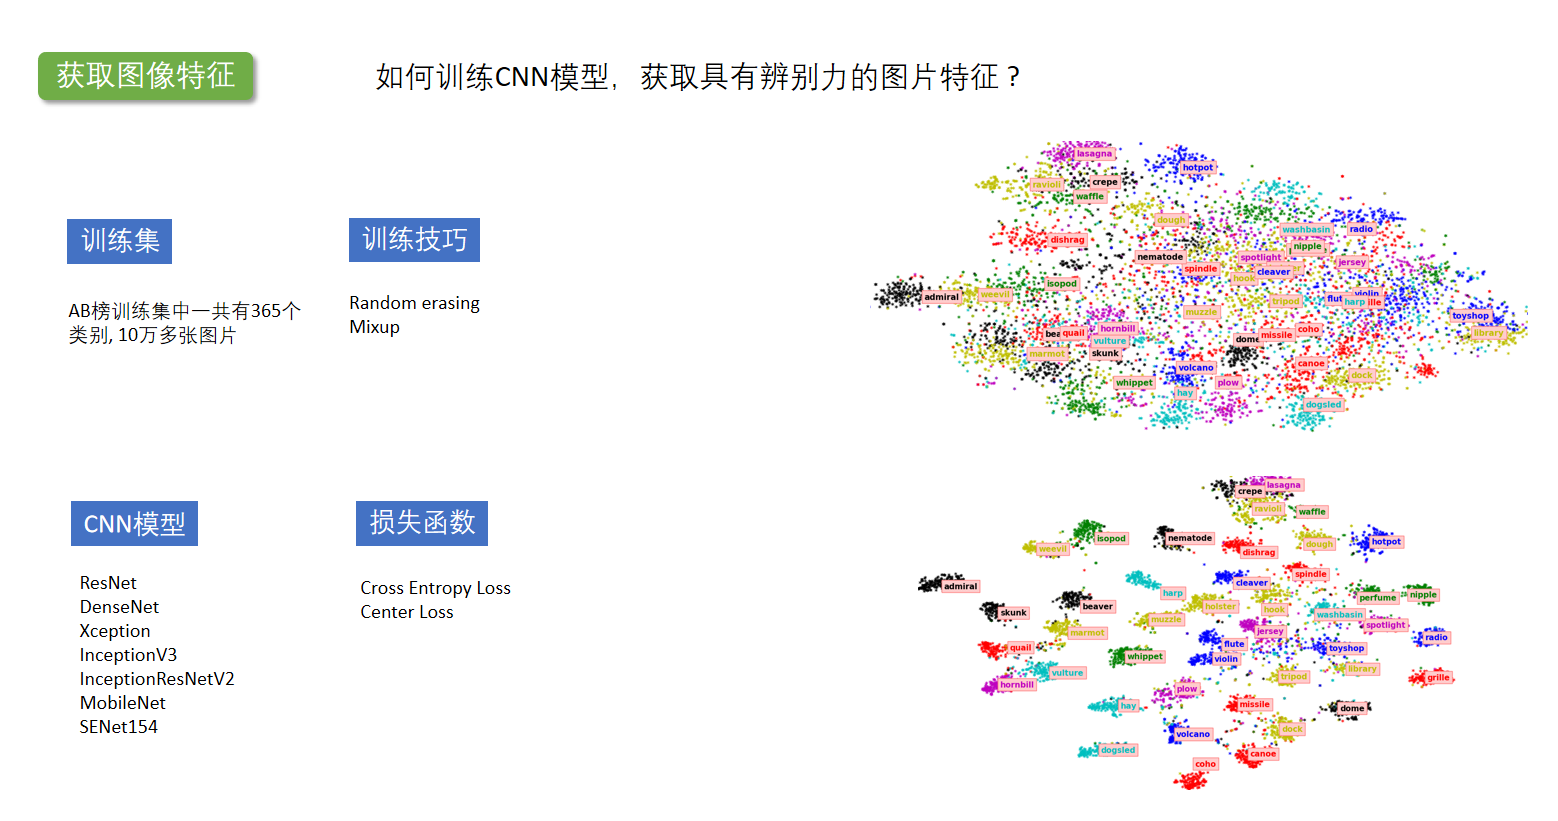 获取图像特征
如何训练CNN模型，获取具有辨别力的图片特征？
训练集
AB榜训练集中一共有365个
类别, 10万多张图片
训练技巧
Random erasing
Mixup
CNN模型
ResNet
DenseNet
Xception
InceptionV3
InceptionResNetV2
MobileNet
SENet154
损失函数
Cross Entropy Loss
Center Loss
lasagna
hotpot
ravioli
crepe
waffle
dough
dishrag
washbasin
radio
nipple
nematode
spotlight
jersey
spindle
cleaver
hook
isopod
admiral
weevil
tripod
violin
harp
muzzle
toyshop
library
quail
hornbill
vulture
skunk
marmot
dome
missile
coho
volcano
canoe
dock
whippet
plow
hay
dogsled
crepe
lasagna
ravioli
waffle
isopod
nematode
weevil
dishrag
dough
hotpot
admiral
harp
cleaver
spindle
perfume
nipple
skunk
beaver
holster
hook
washbasin
muzzle
marmot
jersey
spotlight
radio
quail
whippet
flute
violin
toyshop
library
vulture
hornbill
tripod
grille
plow
hay
missile
dome
volcano
dock
dogsled
canoe
coho